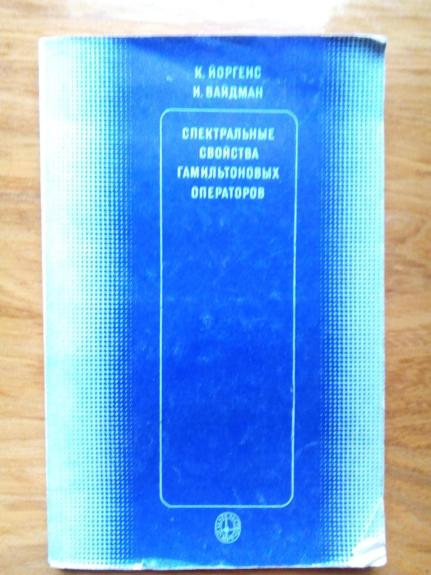 К. ЙОРГЕНС
И. ВАЙДМАН
СПЕКТРАЛЬНЫЕ
СВОЙСТВА
ГАМИЛЬТОНОВЫХ
ОПЕРАТОРОВ